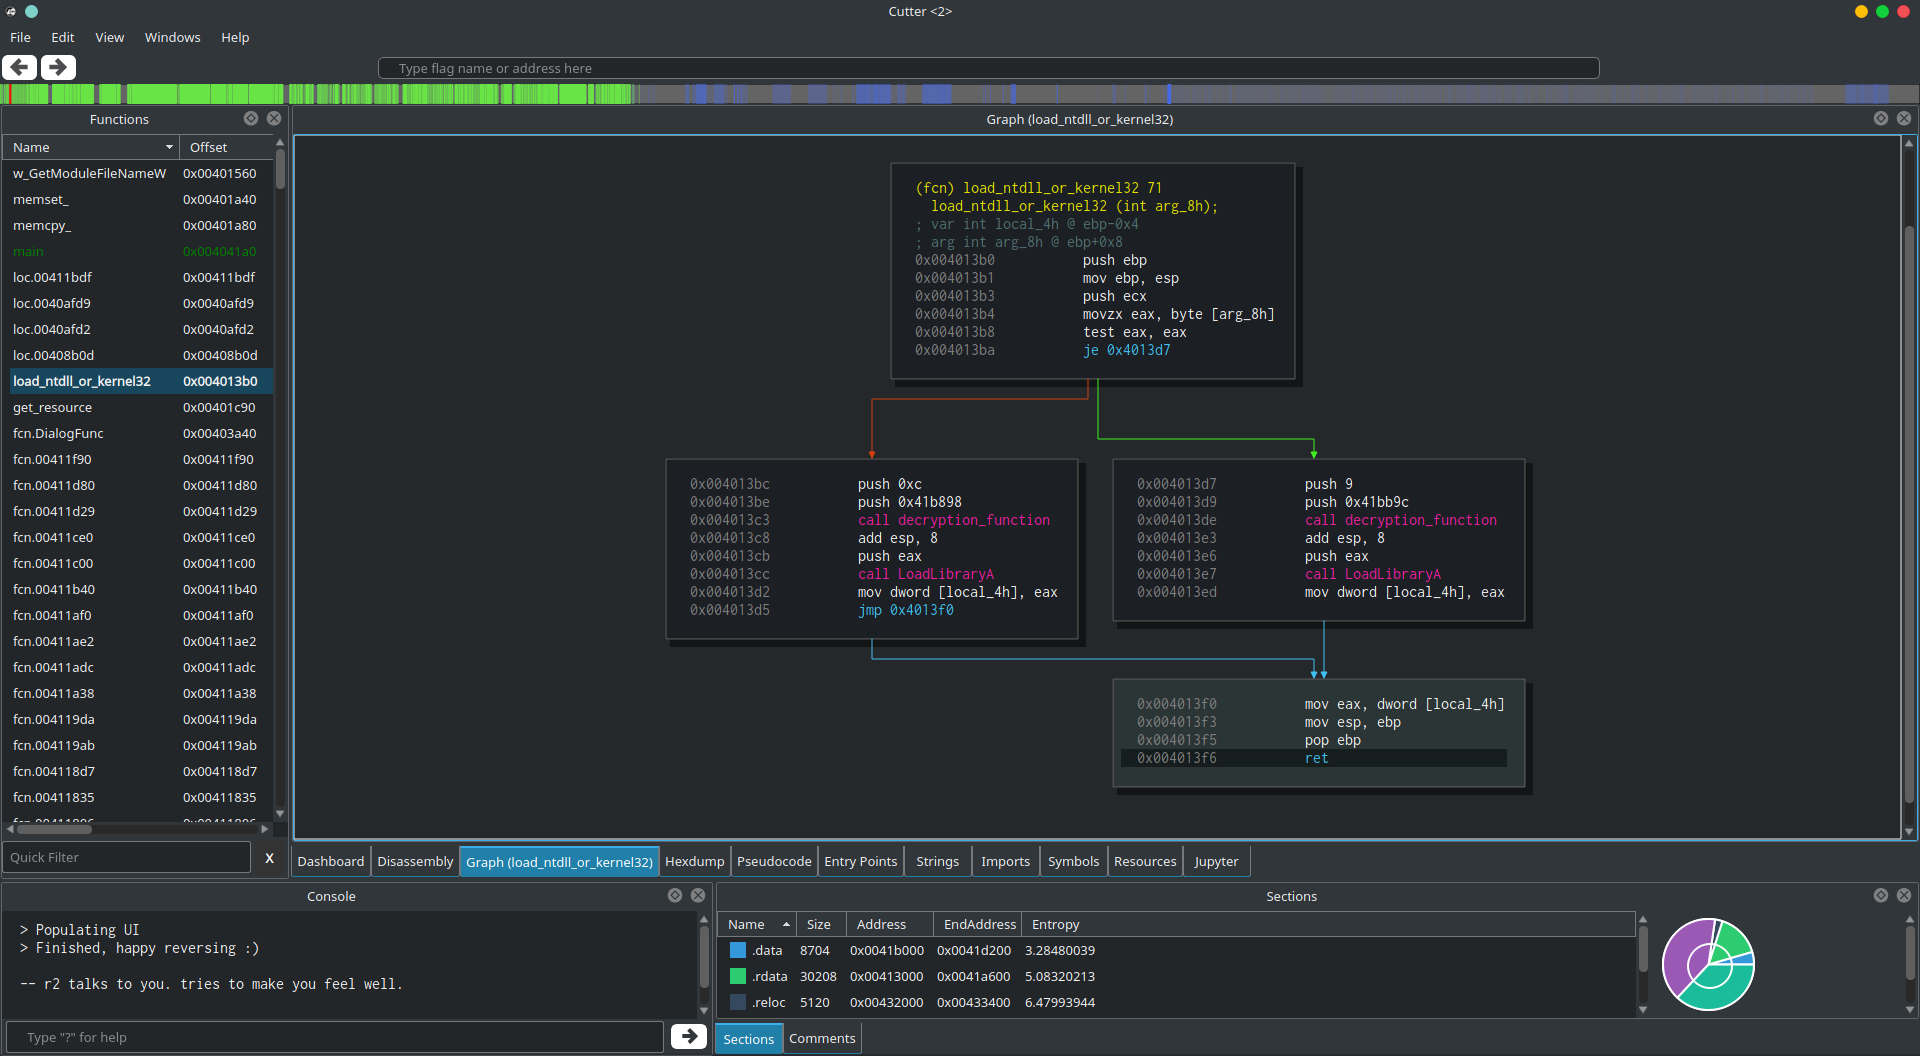 Cutter <2>
File Edit View Windows Help
Type flag name or address here
Functions
Name Offset
w_GetModuleFileNameW 0x00401560
memset_ 0x00401a40
memcpy_ 0x00401a80
main 0x004041a0
loc.00411bdf 0x00411bdf
loc.0040afd9 0x0040afd9
loc.0040afd2 0x0040afd2
loc.00408b0d 0x00408b0d
load_ntdll_or_kernel32 0x004013b0
get_resource 0x00401c90
fcn.DialogFunc 0x00403a40
fcn.00411f90 0x00411f90
fcn.00411d80 0x00411d80
fcn.00411d29 0x00411d29
fcn.00411ce0 0x00411ce0
fcn.00411c00 0x00411c00
fcn.00411b40 0x00411b40
fcn.00411af0 0x00411af0
fcn.00411ae2 0x00411ae2
fcn.00411adc 0x00411adc
fcn.00411a38 0x00411a38
fcn.004119da 0x004119da
fcn.004119ab 0x004119ab
fcn.004118d7 0x004118d7
fcn.00411835 0x00411835
Quick Filter X
Graph (load_ntdll_or_kernel32)
(fcn) load_ntdll_or_kernel32 71
load_ntdll_or_kernel32 (int arg_8h);
; var int local_4h @ ebp-0x4
; arg int arg_8h @ ebp+0x8
0x004013b0 push ebp
0x004013b1 mov ebp, esp
0x004013b3 push ecx
0x004013b4 movzx eax, byte [arg_8h]
0x004013b8 test eax, eax
0x004013ba je 0x4013d7
0x004013bc push 0xc
0x004013be push 0x41b898
0x004013c3 call decryption_function
0x004013c8 add esp, 8
0x004013cb push eax
0x004013cc call LoadLibraryA
0x004013d2 mov dword [local_4h], eax
0x004013d5 jmp 0x4013f0
0x004013d7 push 9
0x004013d9 push 0x41bb9c
0x004013de call decryption_function
0x004013e3 add esp, 8
0x004013e6 push eax
0x004013e7 call LoadLibraryA
0x004013ed mov dword [local_4h], eax
0x004013f0 mov eax, dword [local_4h]
0x004013f3 mov esp, ebp
0x004013f5 pop ebp
0x004013f6 ret
Dashboard Disassembly Graph (load_ntdll_or_kernel32) Hexdump Pseudocode Entry Points Strings Imports Symbols Resources Jupyter
Console
> Populating UI
> Finished, happy reversing :)
-- r2 talks to you. tries to make you feel well.
Type "?" for help
Sections
Name Size Address EndAddress Entropy
.data 8704 0x0041b000 0x0041d200 3.28480039
.rdata 30208 0x00413000 0x0041a600 5.08320213
.reloc 5120 0x00432000 0x00433400 6.47993944
Sections Comments